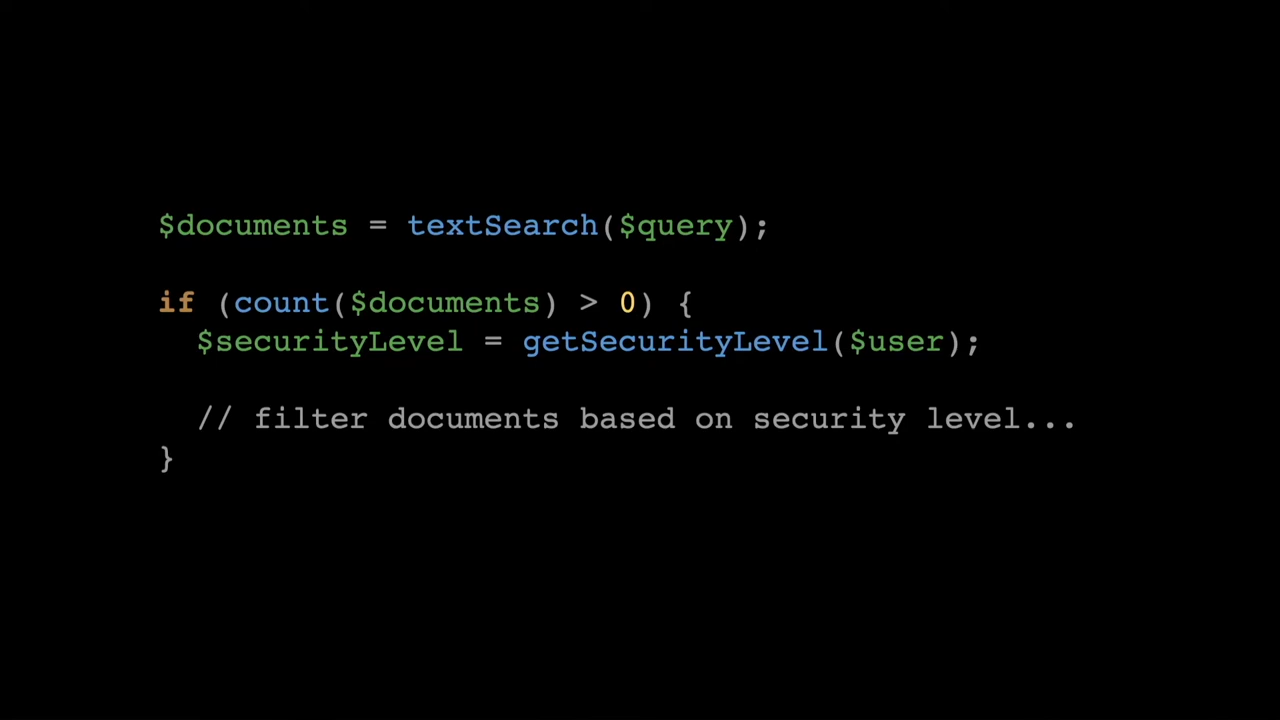 $documents = textSearch($query);
if (count($documents) > 0) {
$securityLevel = getSecurityLevel($user);
// filter documents based on security level...
}